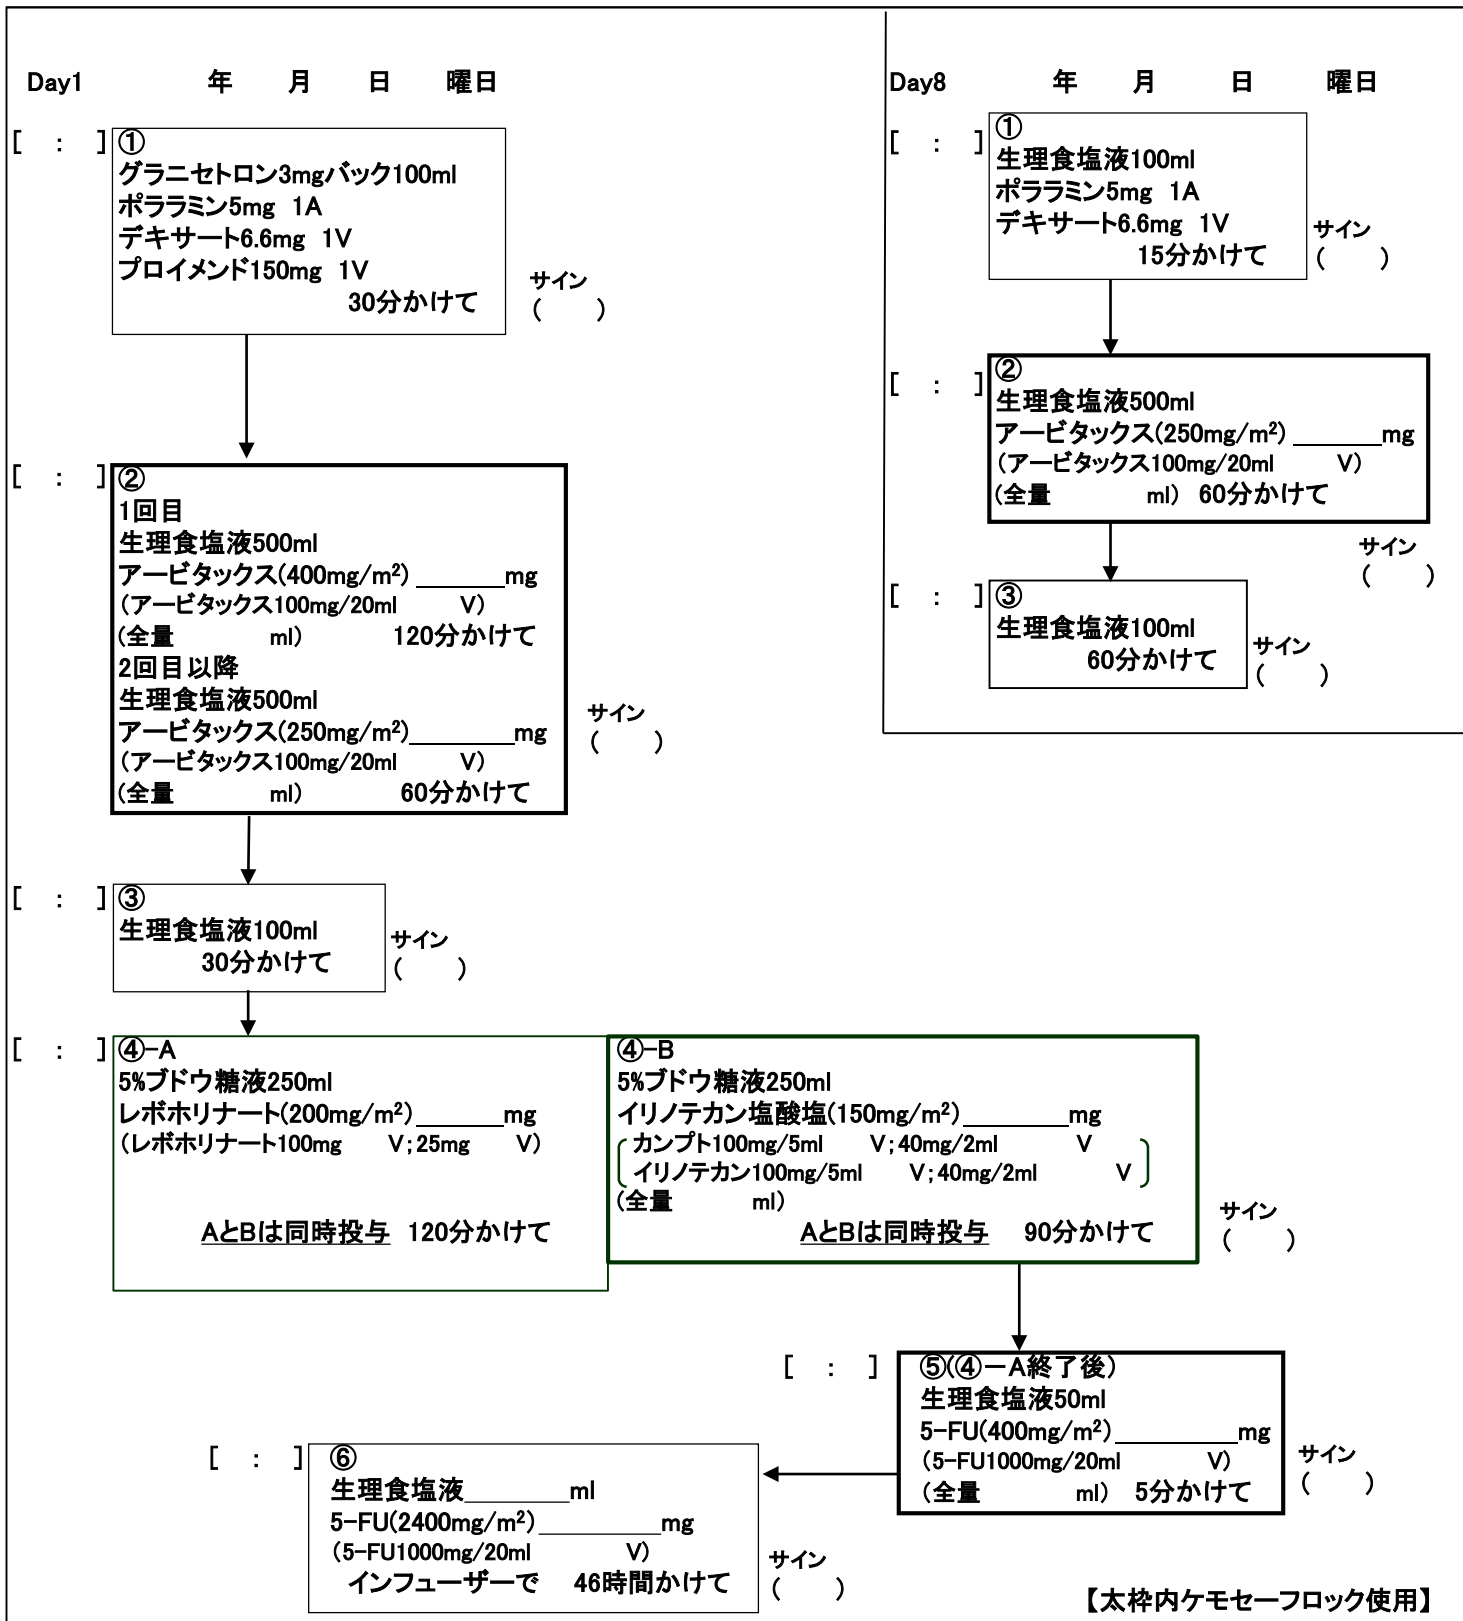 Day1 年 月 日 曜日
[ : ] ①
グラニセトロン3mgバック100ml
ポララミン5mg 1A
デキサート6.6mg 1V
プロイメンド150mg 1V
30分かけて
サイン
( )
[ : ] ②
1回目
生理食塩液500ml
アービタックス(400mg/m²)_______mg
(アービタックス100mg/20ml V)
(全量 ml) 120分かけて
2回目以降
生理食塩液500ml
アービタックス(250mg/m²)________mg
(アービタックス100mg/20ml V)
(全量 ml) 60分かけて
サイン
( )
[ : ] ③
生理食塩液100ml
30分かけて
サイン
( )
[ : ] ④-A
5%ブドウ糖液250ml
レボホリナート(200mg/m²)_______mg
(レボホリナート100mg V;25mg V)
AとBは同時投与 120分かけて
④-B
5%ブドウ糖液250ml
イリノテカン塩酸塩(150mg/m²)________mg
カンプト100mg/5ml V;40mg/2ml V
イリノテカン100mg/5ml V;40mg/2ml V
(全量 ml)
AとBは同時投与 90分かけて
サイン
( )
[ : ] ⑤(④-A終了後)
生理食塩液50ml
5-FU(400mg/m²)_________mg
(5-FU1000mg/20ml V)
(全量 ml) 5分かけて
サイン
( )
[ : ] ⑥
生理食塩液________ml
5-FU(2400mg/m²)_________mg
(5-FU1000mg/20ml V)
インフューザーで 46時間かけて
サイン
( )
Day8 年 月 日 曜日
[ : ] ①
生理食塩液100ml
ポララミン5mg 1A
デキサート6.6mg 1V
15分かけて
サイン
( )
[ : ] ②
生理食塩液500ml
アービタックス(250mg/m²)_______mg
(アービタックス100mg/20ml V)
(全量 ml) 60分かけて
サイン
( )
[ : ] ③
生理食塩液100ml
60分かけて
サイン
( )
【太枠内ケモセーフロック使用】